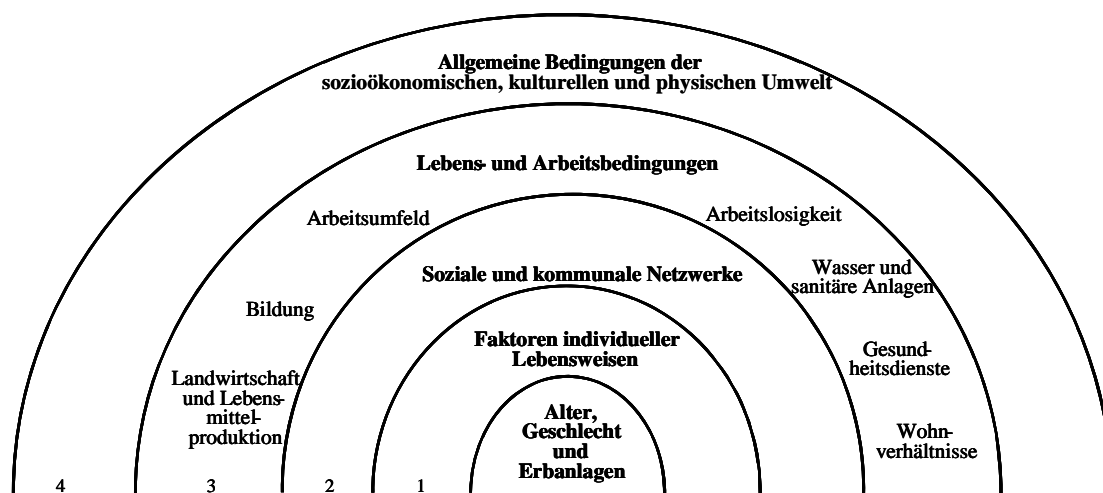 Allgemeine Bedingungen der
sozioökonomischen, kulturellen und physischen Umwelt
Lebens- und Arbeitsbedingungen
Arbeitsumfeld
Arbeitslosigkeit
Soziale und kommunale Netzwerke
Wasser und
sanitäre Anlagen
Bildung
Faktoren individueller
Lebensweisen
Gesund-
heitsdienste
Landwirtschaft
und Lebens-
mittel-
produktion
Alter,
Geschlecht
und
Erbanlagen
Wohn-
verhältnisse
4 3 2 1